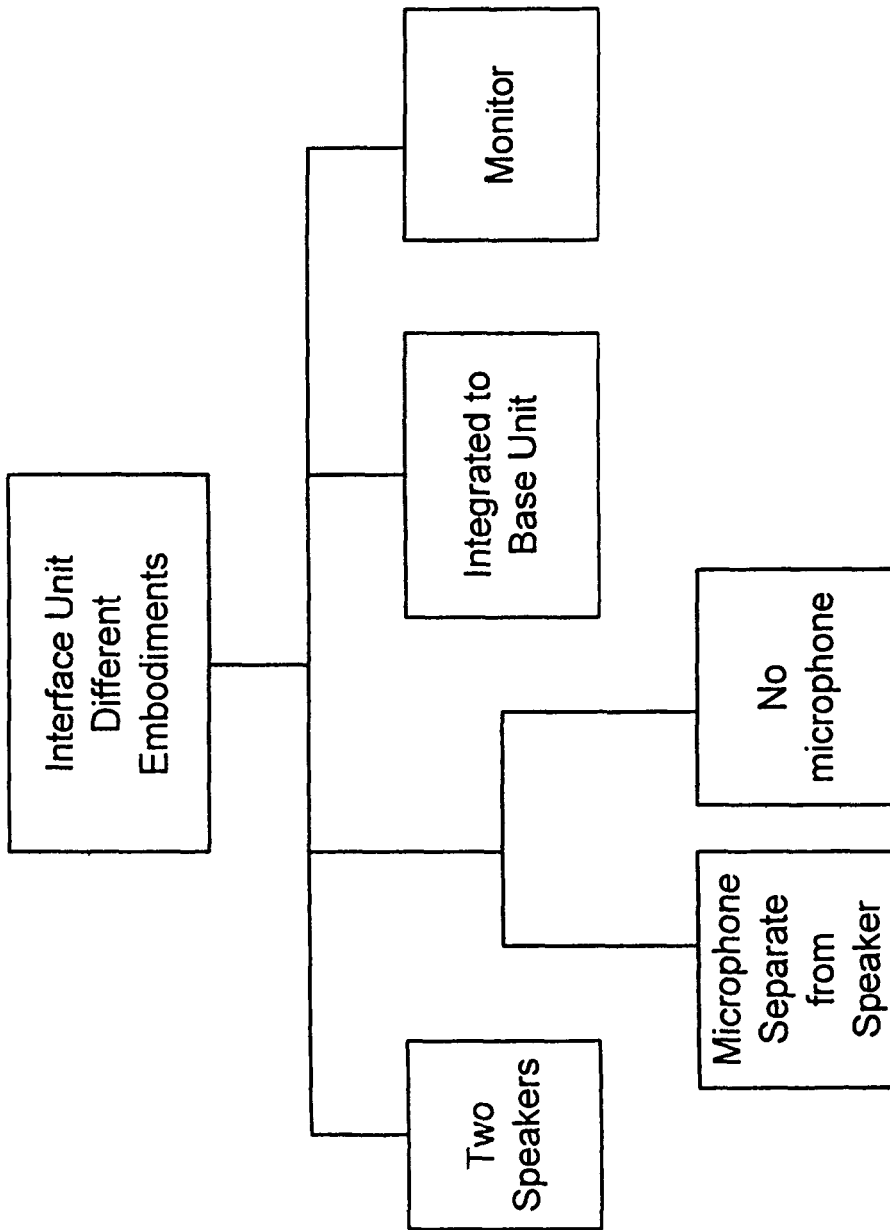 Interface Unit
Different
Embodiments
Two
Speakers
Integrated to
Base Unit
Monitor
Microphone
Separate
from
Speaker
No
microphone